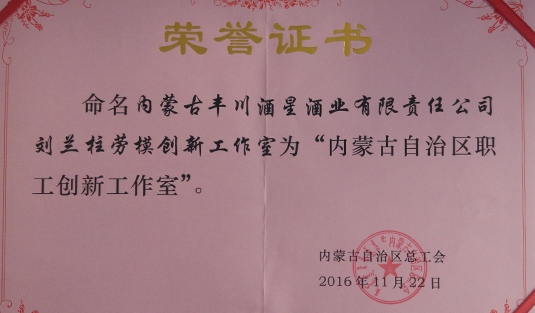 荣誉证书
命名内蒙古丰川酒星酒业有限责任公司
刘兰柱劳模创新工作室为“内蒙古自治区职
工创新工作室”。
内蒙古自治区总工会
2016年11月22日